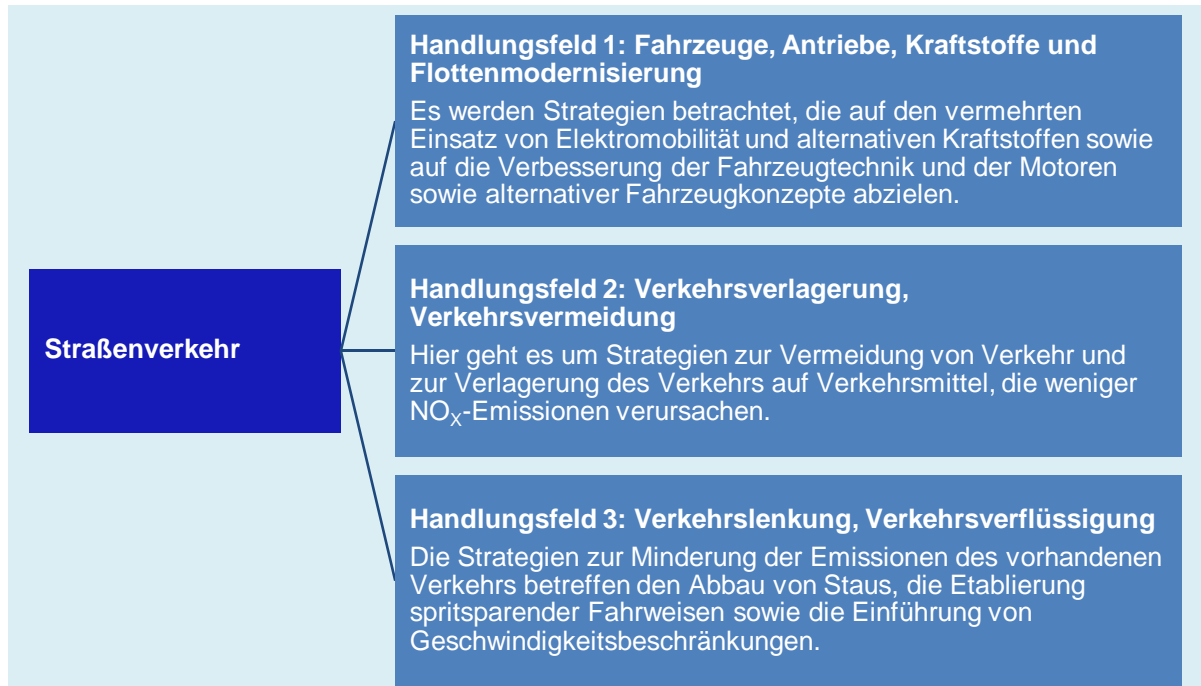 Handlungsfeld 1: Fahrzeuge, Antriebe, Kraftstoffe und
Flottenmodernisierung
Es werden Strategien betrachtet, die auf den vermehrten
Einsatz von Elektromobilität und alternativen Kraftstoffen sowie
auf die Verbesserung der Fahrzeugtechnik und der Motoren
sowie alternativer Fahrzeugkonzepte abzielen.
Straßenverkehr
Handlungsfeld 2: Verkehrsverlagerung,
Verkehrsvermeidung
Hier geht es um Strategien zur Vermeidung von Verkehr und
zur Verlagerung des Verkehrs auf Verkehrsmittel, die weniger
NOX-Emissionen verursachen.
Handlungsfeld 3: Verkehrslenkung, Verkehrsverflüssigung
Die Strategien zur Minderung der Emissionen des vorhandenen
Verkehrs betreffen den Abbau von Staus, die Etablierung
spritsparender Fahrweisen sowie die Einführung von
Geschwindigkeitsbeschränkungen.